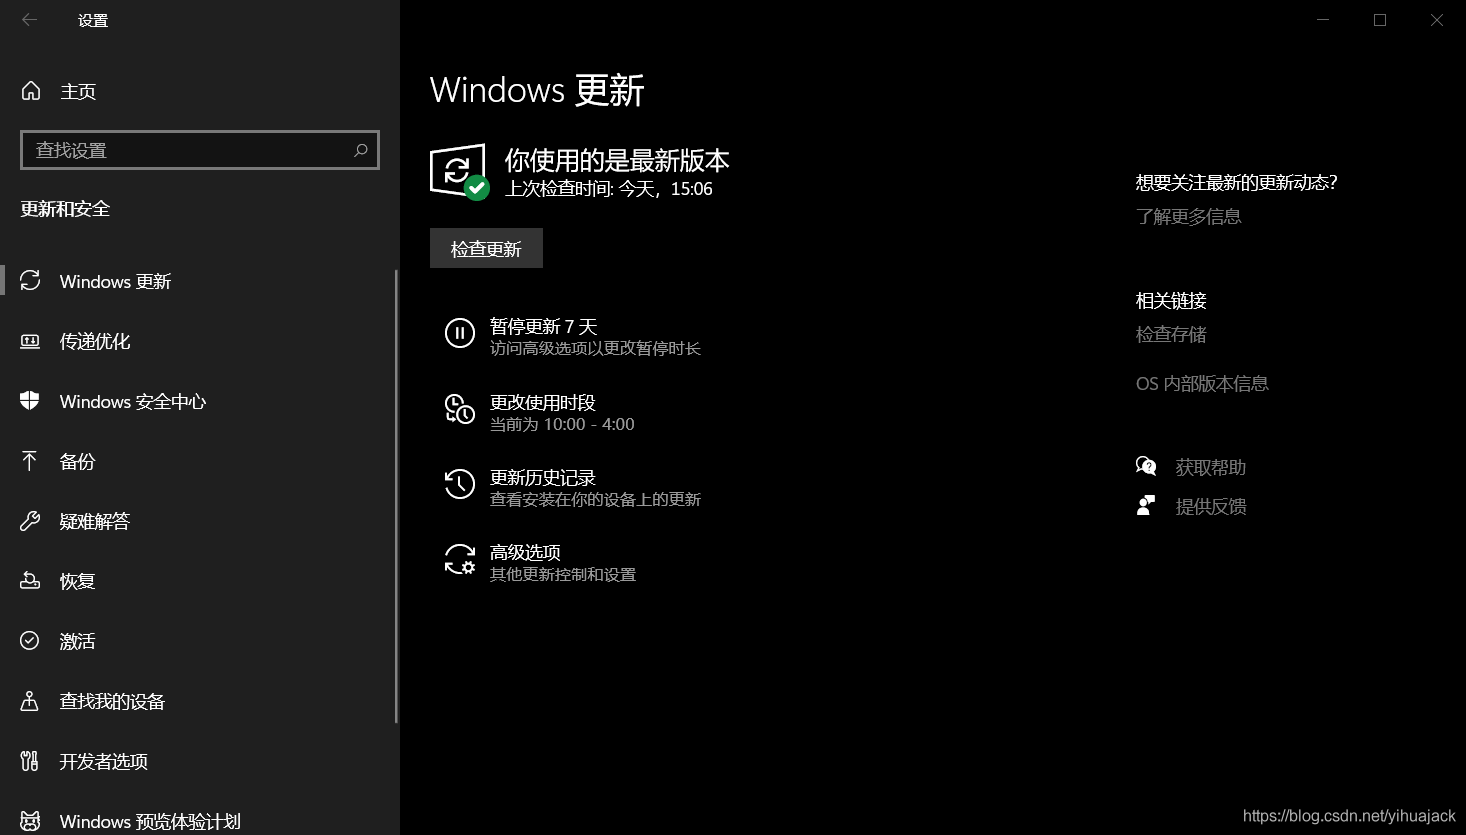 设置
主页
查找设置
更新和安全
Windows 更新
传递优化
Windows 安全中心
备份
疑难解答
恢复
激活
查找我的设备
开发者选项
Windows 预览体验计划
Windows 更新
你使用的是最新版本
上次检查时间: 今天，15:06
检查更新
暂停更新 7 天
访问高级选项以更改暂停时长
更改使用时段
当前为 10:00 - 4:00
更新历史记录
查看安装在你的设备上的更新
高级选项
其他更新控制和设置
想要关注最新的更新动态?
了解更多信息
相关链接
检查存储
OS 内部版本信息
获取帮助
提供反馈
https://blog.csdn.net/yihuajack